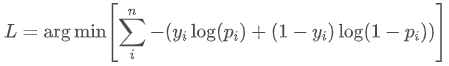 L = arg min [ ∑_i^n −(y_i log(p_i) + (1 − y_i) log(1 − p_i)) ]